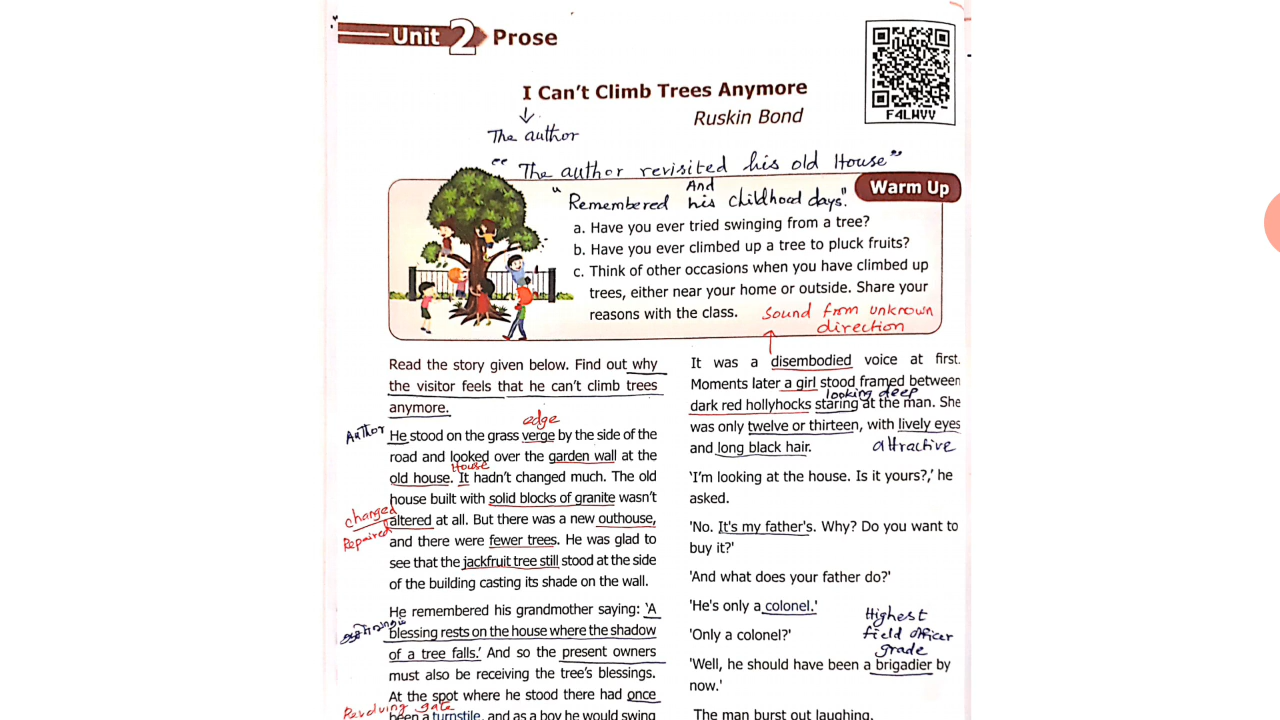 Unit 2 Prose
I Can't Climb Trees Anymore
Ruskin Bond
F4LWVV
The author
"The author revisited his old House"
And
"Remembered his childhood days".
Warm Up
a. Have you ever tried swinging from a tree?
b. Have you ever climbed up a tree to pluck fruits?
c. Think of other occasions when you have climbed up
trees, either near your home or outside. Share your
reasons with the class.
Sound from unknown
direction
Read the story given below. Find out why
the visitor feels that he can't climb trees
anymore.
edge
Author
He stood on the grass verge by the side of the
road and looked over the garden wall at the
House
old house. It hadn't changed much. The old
house built with solid blocks of granite wasn't
changed
altered at all. But there was a new outhouse,
Repaired
and there were fewer trees. He was glad to
see that the jackfruit tree still stood at the side
of the building casting its shade on the wall.
He remembered his grandmother saying: 'A
blessing rests on the house where the shadow
of a tree falls.' And so the present owners
must also be receiving the tree's blessings.
At the spot where he stood there had once
Revolving gate
been a turnstile, and as a boy he would swing
It was a disembodied voice at first.
Moments later a girl stood framed between
looking deep
dark red hollyhocks staring at the man. She
was only twelve or thirteen, with lively eyes
and long black hair.
attractive
'I'm looking at the house. Is it yours?,' he
asked.
'No. It's my father's. Why? Do you want to
buy it?'
'And what does your father do?'
'He's only a colonel.'
Highest
field officer
grade
'Only a colonel?'
'Well, he should have been a brigadier by
now.'
The man burst out laughing.